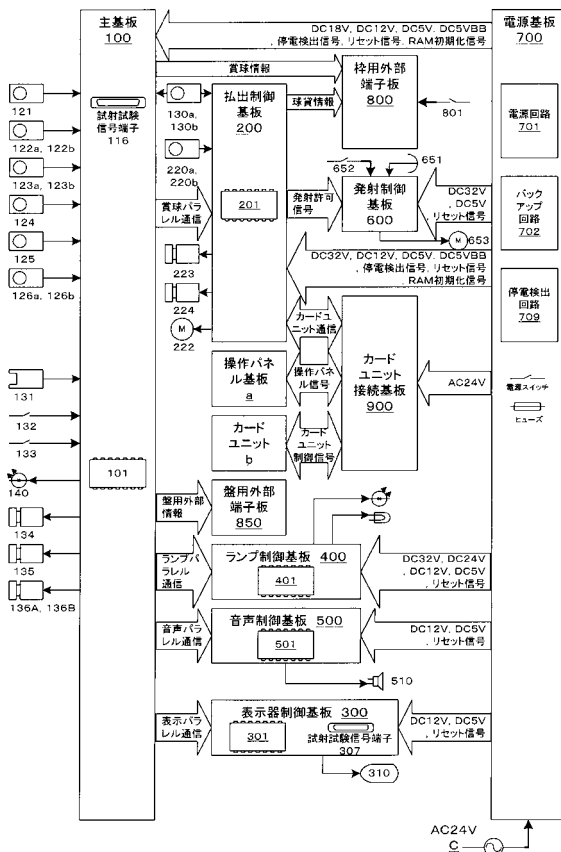 主基板
100
DC18V, DC12V, DC5V, DC5VBB
, 停電検出信号, リセット信号, RAM初期化信号
電源基板
700
賞球情報
121
試射試験
信号端子
116
130a,
130b
払出制御
基板
200
球貸情報
枠用外部
端子板
800
801
電源回路
701
122a, 122b
220a,
220b
652
651
123a, 123b
賞球パラ
レル通信
201
発射許可
信号
発射制御
基板
600
DC32V
, DC5V
, リセット信号
バック
アップ
回路
702
124
653
M
125
223
DC32V, DC12V, DC5V, DC5VBB
, 停電検出信号, リセット信号
, RAM初期化信号
停電検出
回路
709
126a, 126b
224
M
222
カードユ
ニット通信
操作パネ
ル基板
a
操作パネ
ル信号
カード
ユニット
接続基板
900
AC24V
電源スイッチ
ヒューズ
131
132
133
カード
ユニット
b
カード
ユニット
制御信号
101
140
盤用外部
情報
盤用外部
端子板
850
134
ランプパ
ラレル
通信
ランプ制御基板 400
401
DC32V, DC24V
, DC12V, DC5V
, リセット信号
135
136A, 136B
音声パラ
レル通信
音声制御基板 500
501
DC12V, DC5V
, リセット信号
510
表示パラ
レル通信
表示器制御基板 300
301
試射試験信号端子
307
DC12V, DC5V
, リセット信号
310
AC24V
C